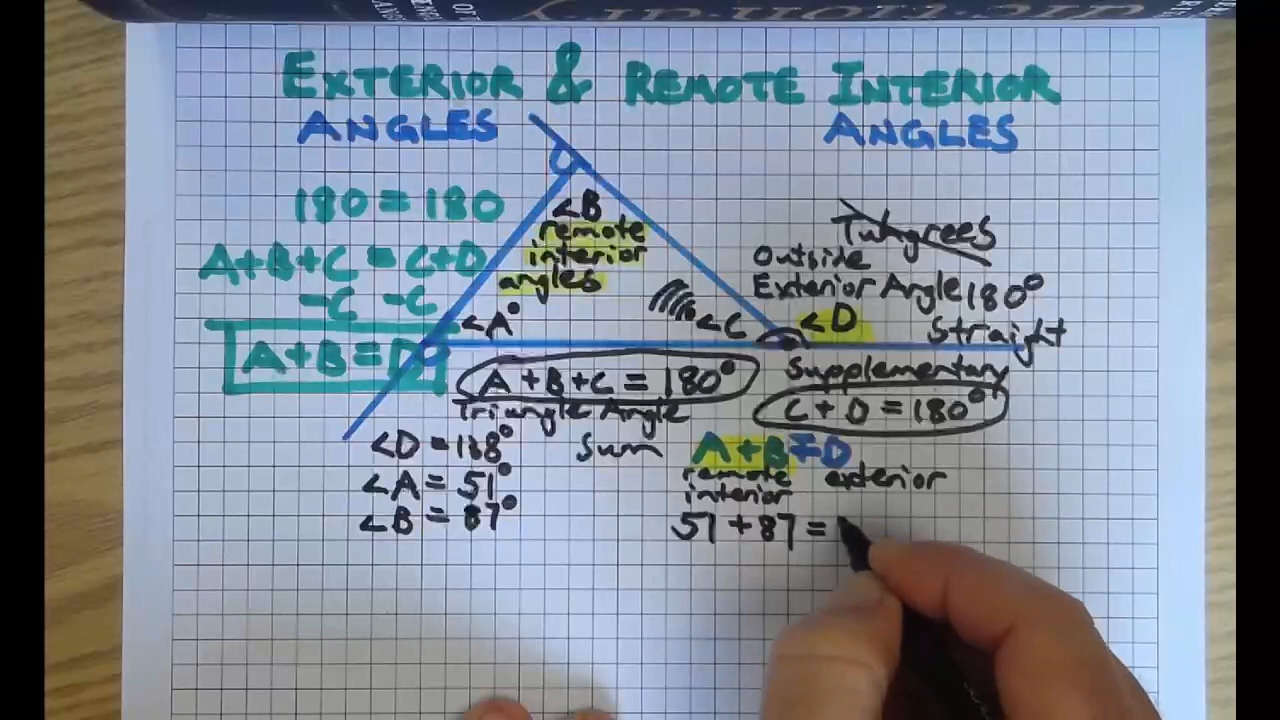 EXTERIOR & REMOTE INTERIOR
ANGLES ANGLES
180 = 180
A+B+C = C+D
-C -C
A+B = D
<B
remote
interior
angles
<A°
<C
<D
Outside
Exterior Angle 180°
Straight
A+B+C = 180°
Triangle Angle
Sum
Supplementary
C+D = 180°
<D = 138°
<A = 51°
<B = 87°
A+B=D
remote exterior
interior
51+87=